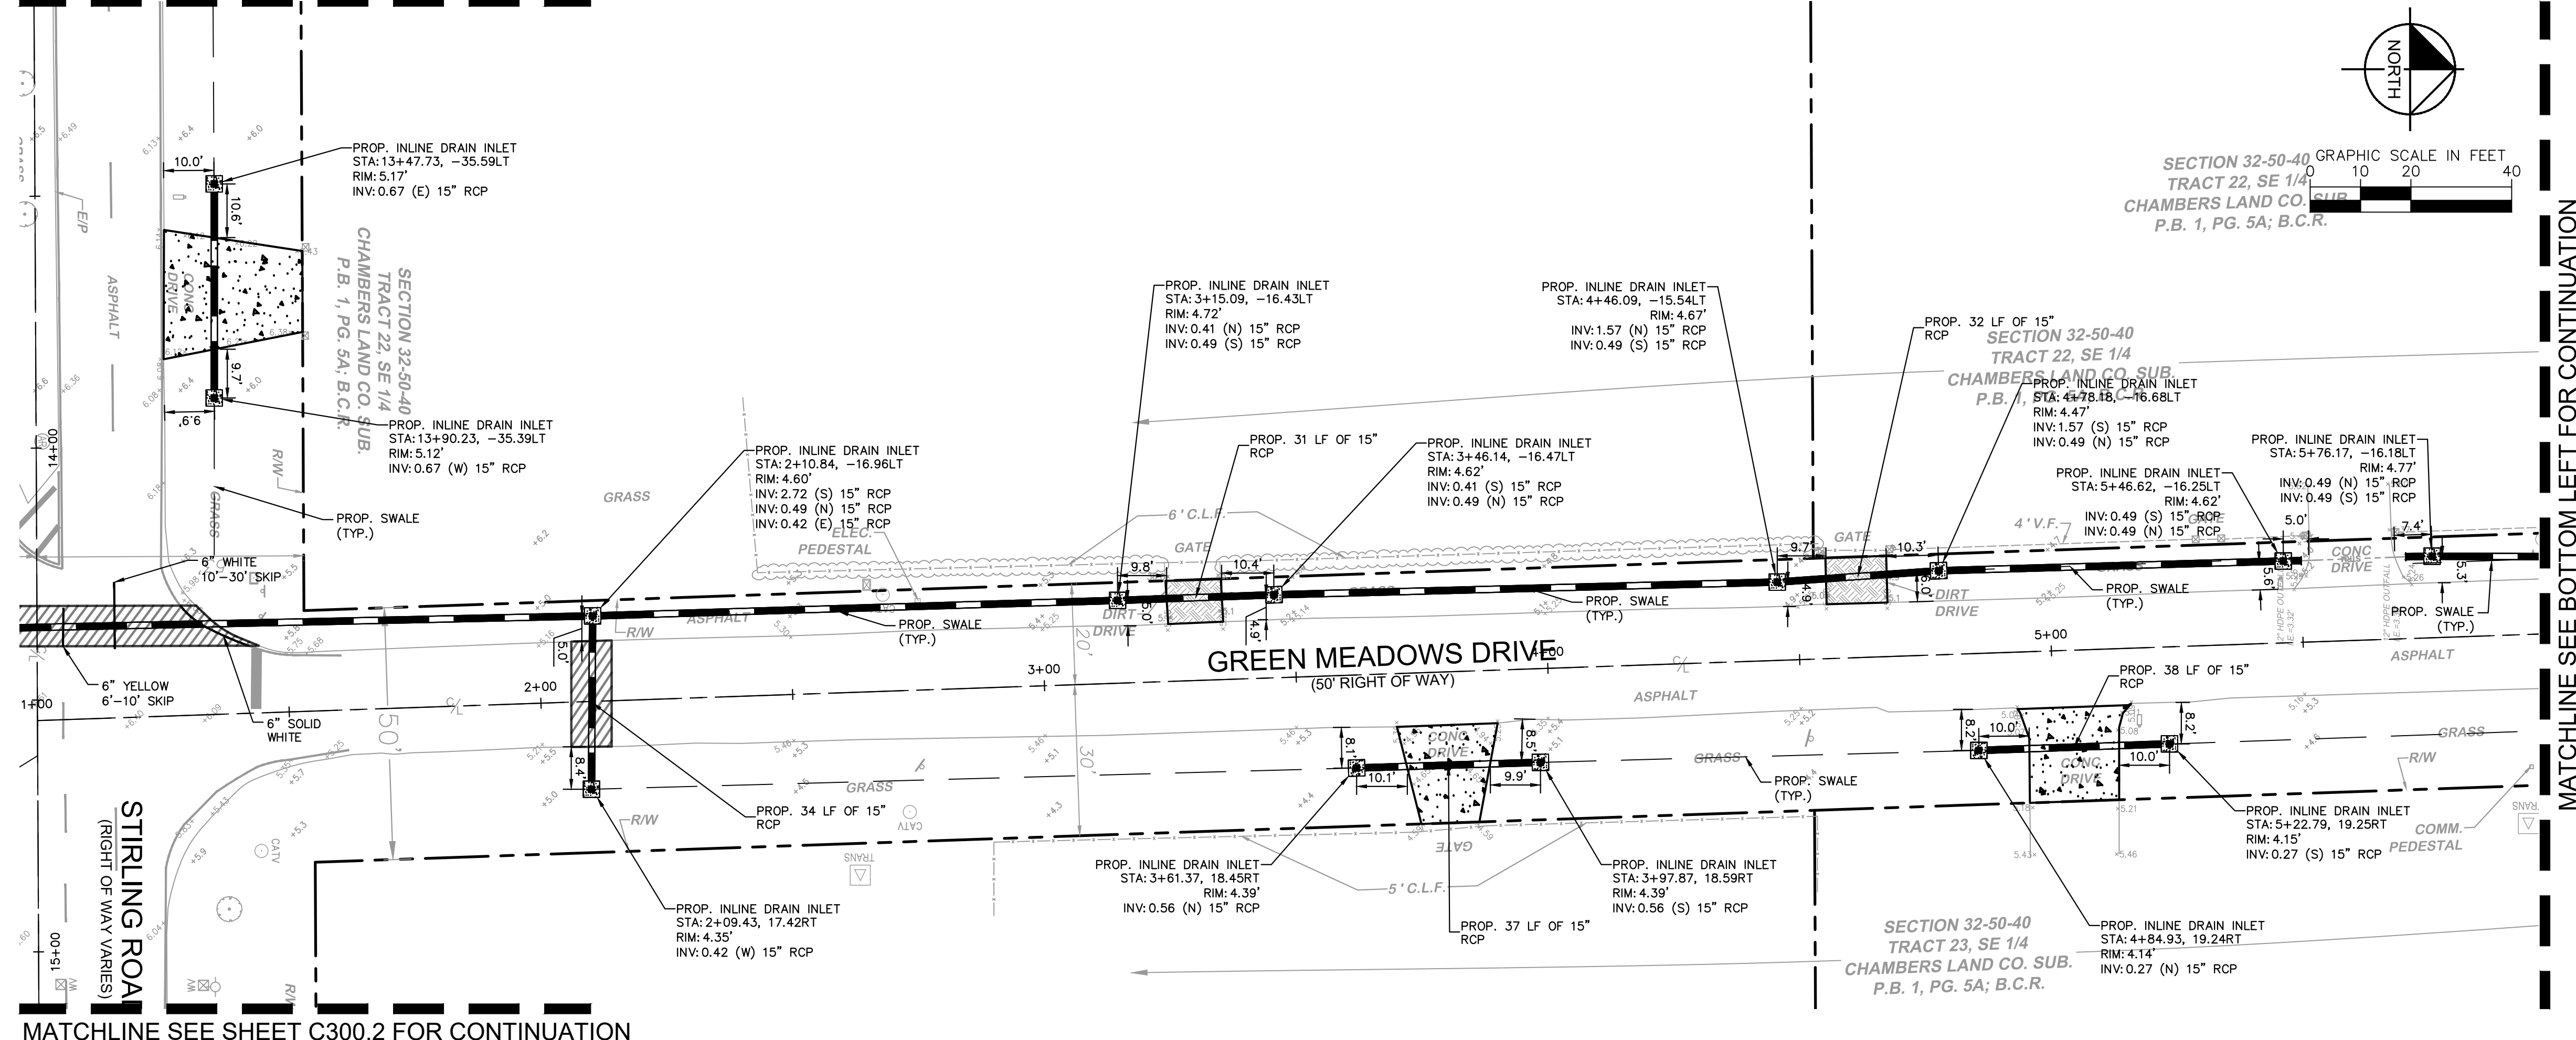 NORTH
GRAPHIC SCALE IN FEET
0 10 20 40
SECTION 32-50-40
TRACT 22, SE 1/4
CHAMBERS LAND CO. SUB.
P.B. 1, PG. 5A; B.C.R.
MATCHLINE SEE BOTTOM LEFT FOR CONTINUATION
PROP. INLINE DRAIN INLET
STA: 13+47.73, -35.59LT
RIM: 5.17'
INV: 0.67 (E) 15" RCP
10.0'
10.6'
E/P
ASPHALT
CONC
DRIVE
SECTION 32-50-40
TRACT 22, SE 1/4
CHAMBERS LAND CO. SUB.
P.B. 1, PG. 5A; B.C.R.
9.7'
9.9'
PROP. INLINE DRAIN INLET
STA: 13+90.23, -35.39LT
RIM: 5.12'
INV: 0.67 (W) 15" RCP
14+00
R/W
GRASS
PROP. SWALE
(TYP.)
6" WHITE
10'-30' SKIP
6" YELLOW
6'-10' SKIP
6" SOLID
WHITE
1+00
PROP. INLINE DRAIN INLET
STA: 2+10.84, -16.96LT
RIM: 4.60'
INV: 2.72 (S) 15" RCP
INV: 0.49 (N) 15" RCP
INV: 0.42 (E) 15" RCP
GRASS
ELEC.
PEDESTAL
PROP. INLINE DRAIN INLET
STA: 3+15.09, -16.43LT
RIM: 4.72'
INV: 0.41 (N) 15" RCP
INV: 0.49 (S) 15" RCP
PROP. 31 LF OF 15"
RCP
PROP. INLINE DRAIN INLET
STA: 3+46.14, -16.47LT
RIM: 4.62'
INV: 0.41 (S) 15" RCP
INV: 0.49 (N) 15" RCP
6' C.L.F.
GATE
PROP. INLINE DRAIN INLET
STA: 4+46.09, -15.54LT
RIM: 4.67'
INV: 1.57 (N) 15" RCP
INV: 0.49 (S) 15" RCP
PROP. 32 LF OF 15"
RCP
SECTION 32-50-40
TRACT 22, SE 1/4
CHAMBERS LAND CO. SUB.
PROP. INLINE DRAIN INLET
STA: 4+78.18, -16.68LT
RIM: 4.47'
INV: 1.57 (S) 15" RCP
INV: 0.49 (N) 15" RCP
PROP. INLINE DRAIN INLET
STA: 5+46.62, -16.25LT
RIM: 4.62'
INV: 0.49 (S) 15" RCP
INV: 0.49 (N) 15" RCP
PROP. INLINE DRAIN INLET
STA: 5+76.17, -16.18LT
RIM: 4.77'
INV: 0.49 (N) 15" RCP
INV: 0.49 (S) 15" RCP
4' V.F.
GATE
GATE
9.8'
10.4'
9.7'
10.3'
5.0'
7.4'
5.0'
5.0'
4.9'
4.9'
6.0'
5.6'
5.3'
DIRT
DRIVE
DIRT
DRIVE
CONC
DRIVE
ASPHALT
R/W
PROP. SWALE
(TYP.)
PROP. SWALE
(TYP.)
PROP. SWALE
(TYP.)
PROP. SWALE
(TYP.)
20'
30'
50'
2+00
3+00
4+00
5+00
GREEN MEADOWS DRIVE
(50' RIGHT OF WAY)
ASPHALT
ASPHALT
8.4'
PROP. 34 LF OF 15"
RCP
GRASS
R/W
CATV
TRANS
PROP. INLINE DRAIN INLET
STA: 2+09.43, 17.42RT
RIM: 4.35'
INV: 0.42 (W) 15" RCP
8.1'
10.1'
CONC
DRIVE
8.5'
9.9'
GATE
5' C.L.F.
PROP. INLINE DRAIN INLET
STA: 3+61.37, 18.45RT
RIM: 4.39'
INV: 0.56 (N) 15" RCP
PROP. INLINE DRAIN INLET
STA: 3+97.87, 18.59RT
RIM: 4.39'
INV: 0.56 (S) 15" RCP
PROP. 37 LF OF 15"
RCP
GRASS
PROP. SWALE
(TYP.)
PROP. 38 LF OF 15"
RCP
8.2'
10.0'
CONC
DRIVE
10.0'
8.2'
GRASS
R/W
PROP. INLINE DRAIN INLET
STA: 5+22.79, 19.25RT
RIM: 4.15'
INV: 0.27 (S) 15" RCP
COMM.
PEDESTAL
TRANS
PROP. INLINE DRAIN INLET
STA: 4+84.93, 19.24RT
RIM: 4.14'
INV: 0.27 (N) 15" RCP
SECTION 32-50-40
TRACT 23, SE 1/4
CHAMBERS LAND CO. SUB.
P.B. 1, PG. 5A; B.C.R.
STIRLING ROAD
(RIGHT OF WAY VARIES)
15+00
CATV
R/W
MATCHLINE SEE SHEET C300.2 FOR CONTINUATION